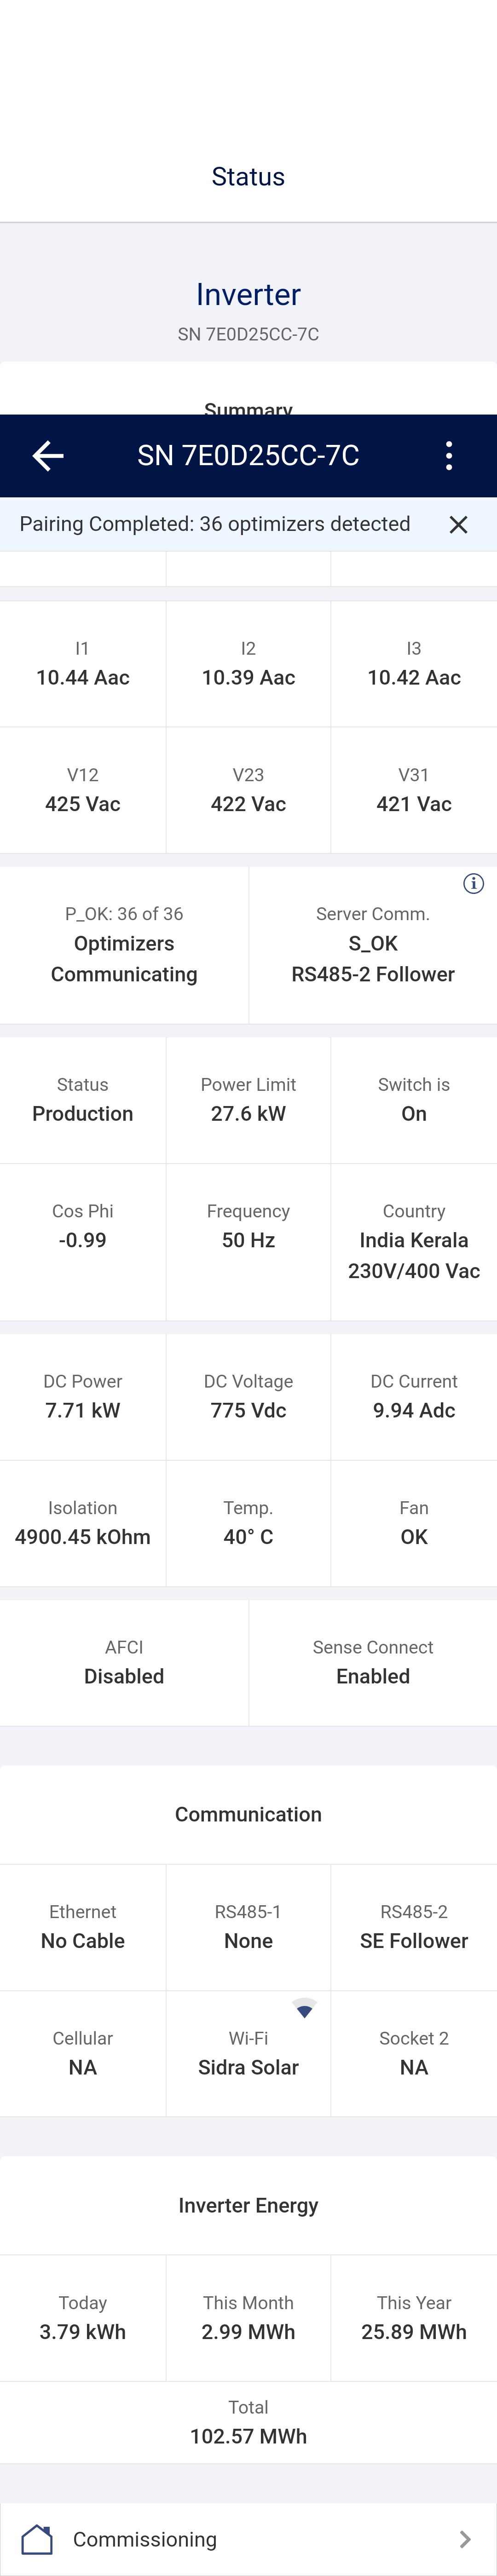 Status
Inverter
SN 7E0D25CC-7C
Summary
SN 7E0D25CC-7C
Pairing Completed: 36 optimizers detected
I1 I2 I3
10.44 Aac 10.39 Aac 10.42 Aac
V12 V23 V31
425 Vac 422 Vac 421 Vac
P_OK: 36 of 36 Server Comm.
Optimizers S_OK
Communicating RS485-2 Follower
Status Power Limit Switch is
Production 27.6 kW On
Cos Phi Frequency Country
-0.99 50 Hz India Kerala
230V/400 Vac
DC Power DC Voltage DC Current
7.71 kW 775 Vdc 9.94 Adc
Isolation Temp. Fan
4900.45 kOhm 40° C OK
AFCI Sense Connect
Disabled Enabled
Communication
Ethernet RS485-1 RS485-2
No Cable None SE Follower
Cellular Wi-Fi Socket 2
NA Sidra Solar NA
Inverter Energy
Today This Month This Year
3.79 kWh 2.99 MWh 25.89 MWh
Total
102.57 MWh
Commissioning